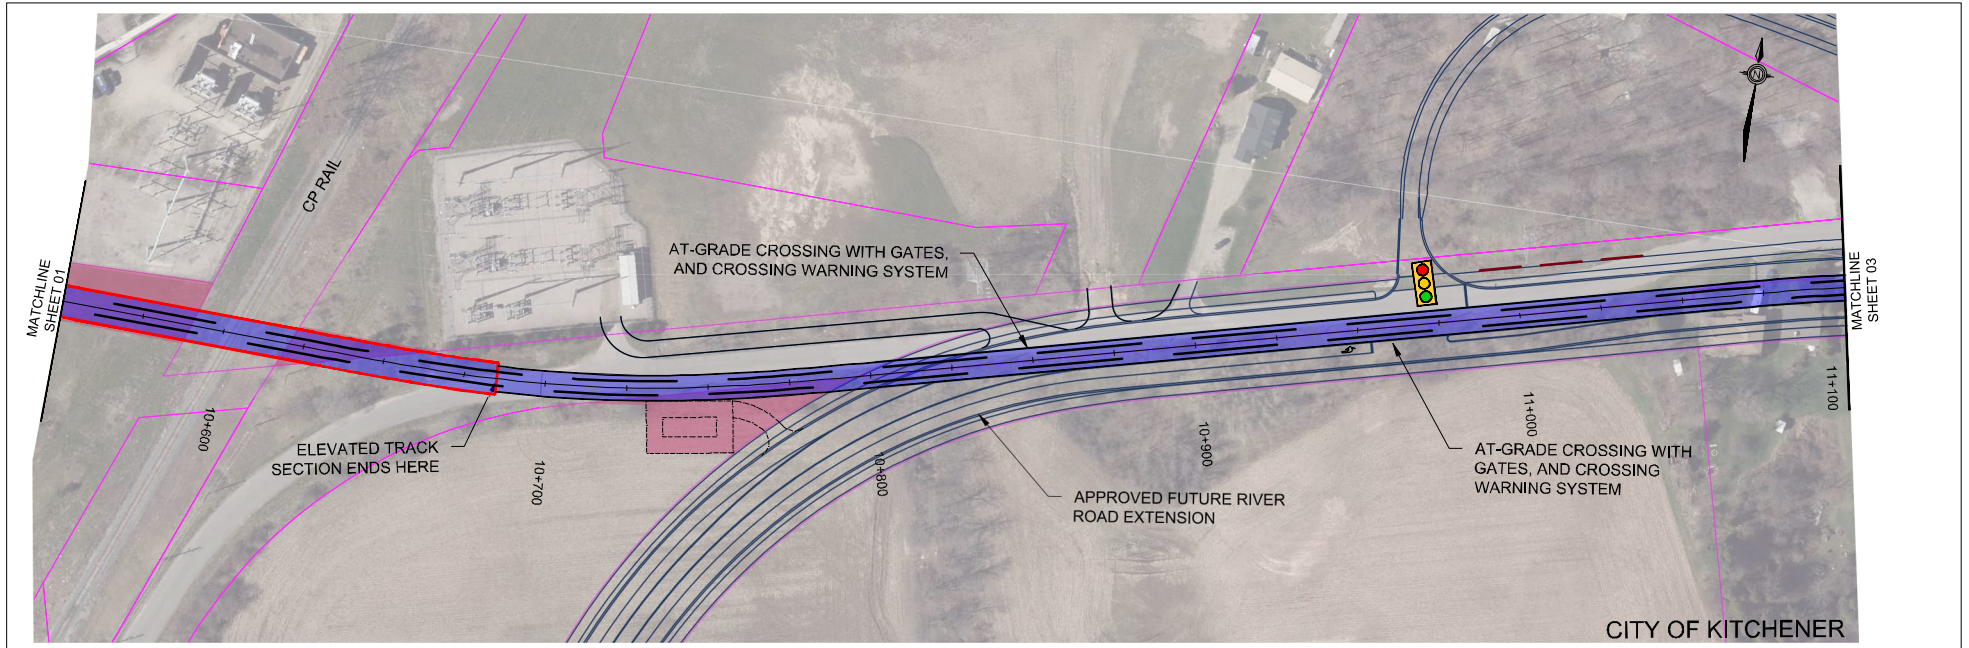 CP RAIL
N
MATCHLINE
SHEET 01
AT-GRADE CROSSING WITH GATES,
AND CROSSING WARNING SYSTEM
MATCHLINE
SHEET 03
10+600
10+700
10+800
10+900
11+000
11+100
ELEVATED TRACK
SECTION ENDS HERE
APPROVED FUTURE RIVER
ROAD EXTENSION
AT-GRADE CROSSING WITH
GATES, AND CROSSING
WARNING SYSTEM
CITY OF KITCHENER